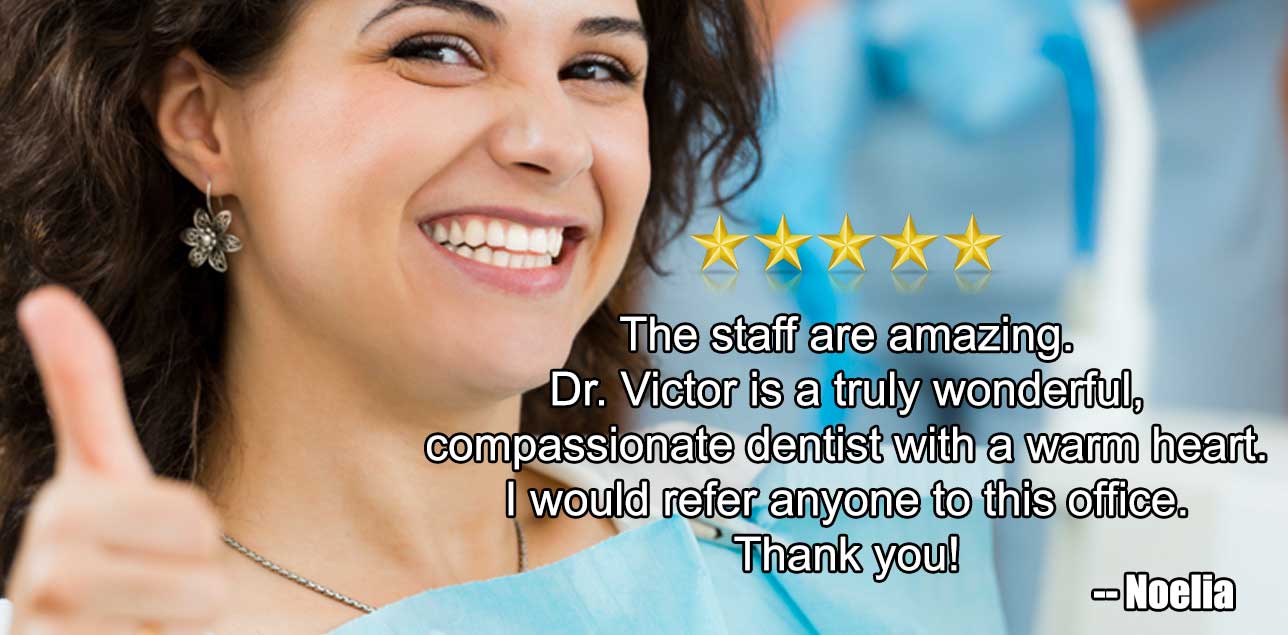 The staff are amazing.
Dr. Victor is a truly wonderful,
compassionate dentist with a warm heart.
I would refer anyone to this office.
Thank you!
-- Noelia